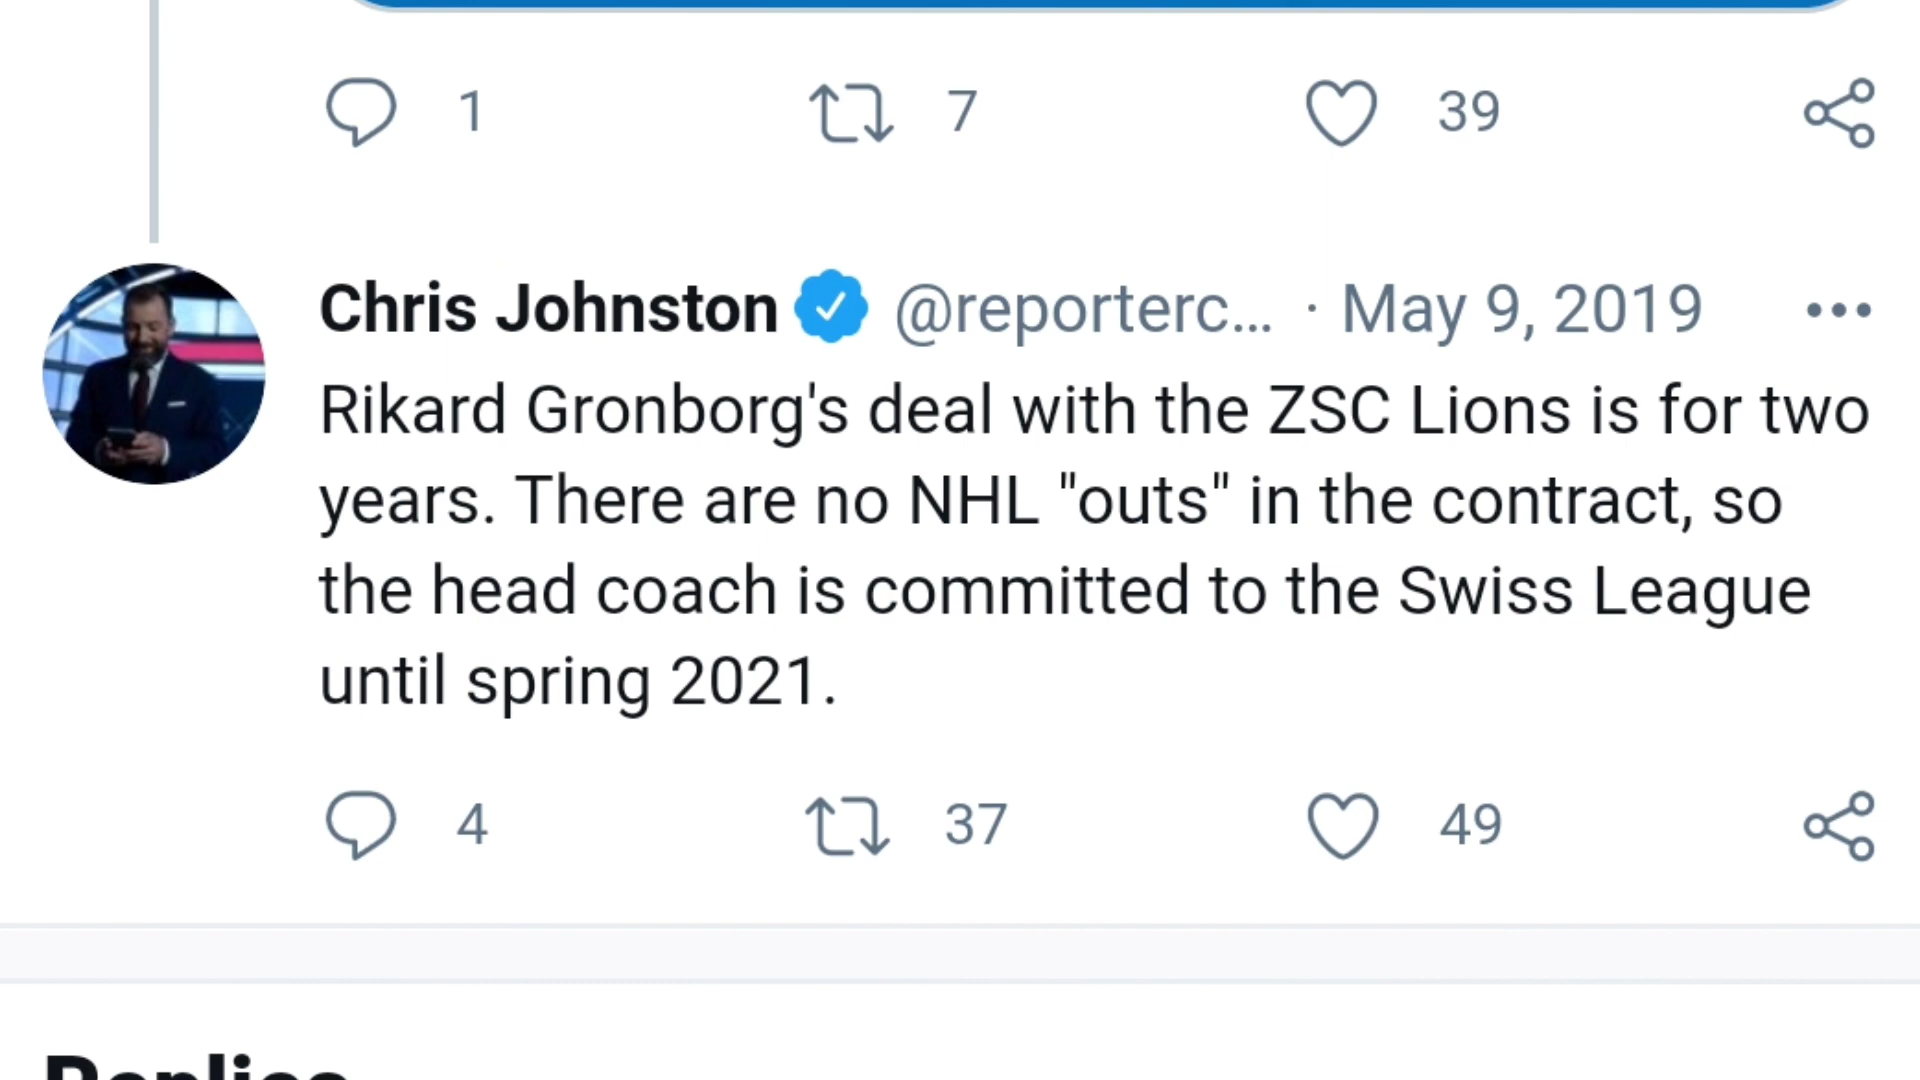 1 7 39
Chris Johnston @reporterc... · May 9, 2019
Rikard Gronborg's deal with the ZSC Lions is for two
years. There are no NHL "outs" in the contract, so
the head coach is committed to the Swiss League
until spring 2021.
4 37 49
Replies